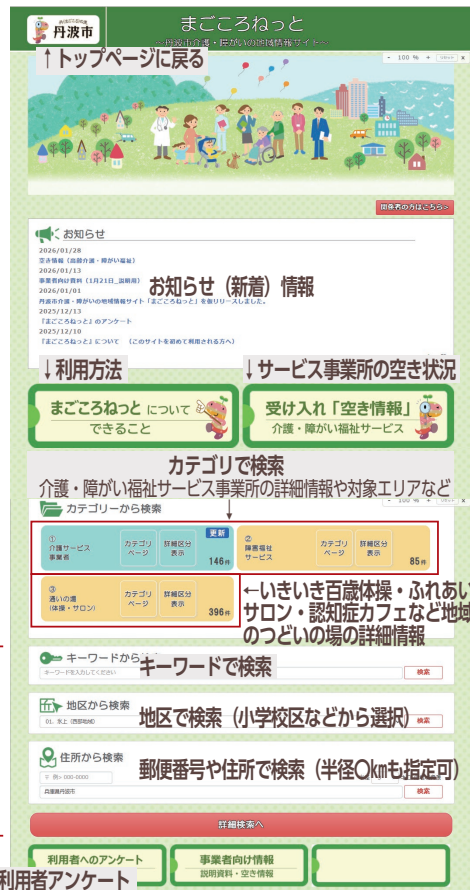 丹波市
まごころねっと
～丹波市介護・障がいの地域情報サイト～
↑トップページに戻る
- 100 % +
関係者の方はこちら>
お知らせ
2026/01/28
空き情報（高齢介護・障がい福祉）
2026/01/13
事業者向け資料（1月21日_説明用）
2026/01/01
お知らせ（新着）情報
丹波市介護・障がいの地域情報サイト「まごころねっと」を仮リリースしました。
2025/12/13
『まごころねっと』のアンケート
2025/12/10
『まごころねっと』について （このサイトを初めて利用される方へ）
↓利用方法
↓サービス事業所の空き状況
まごころねっと について
できること
受け入れ「空き情報」
介護・障がい福祉サービス
カテゴリで検索
介護・障がい福祉サービス事業所の詳細情報や対象エリアなど
- 100 % + x
カテゴリーから検索
①
介護サービス
事業者
カテゴリ
ページ
詳細区分
表示
更新
146件
②
障害福祉
サービス
カテゴリ
ページ
詳細区分
表示
85件
③
通いの場
（体操・サロン）
カテゴリ
ページ
詳細区分
表示
396件
←いきいき百歳体操・ふれあい
サロン・認知症カフェなど地域
のつどいの場の詳細情報
キーワードから
キーワードで検索
キーワードを入力してください
検索
地区から検索
地区で検索（小学校区などから選択）
01. 氷上（西部地域）
検索
住所から検索
郵便番号や住所で検索（半径○kmも指定可）
〒 例> 000-0000
兵庫県丹波市
検索
詳細検索へ
利用者へのアンケート
利用者アンケート
事業者向け情報
説明資料・空き情報